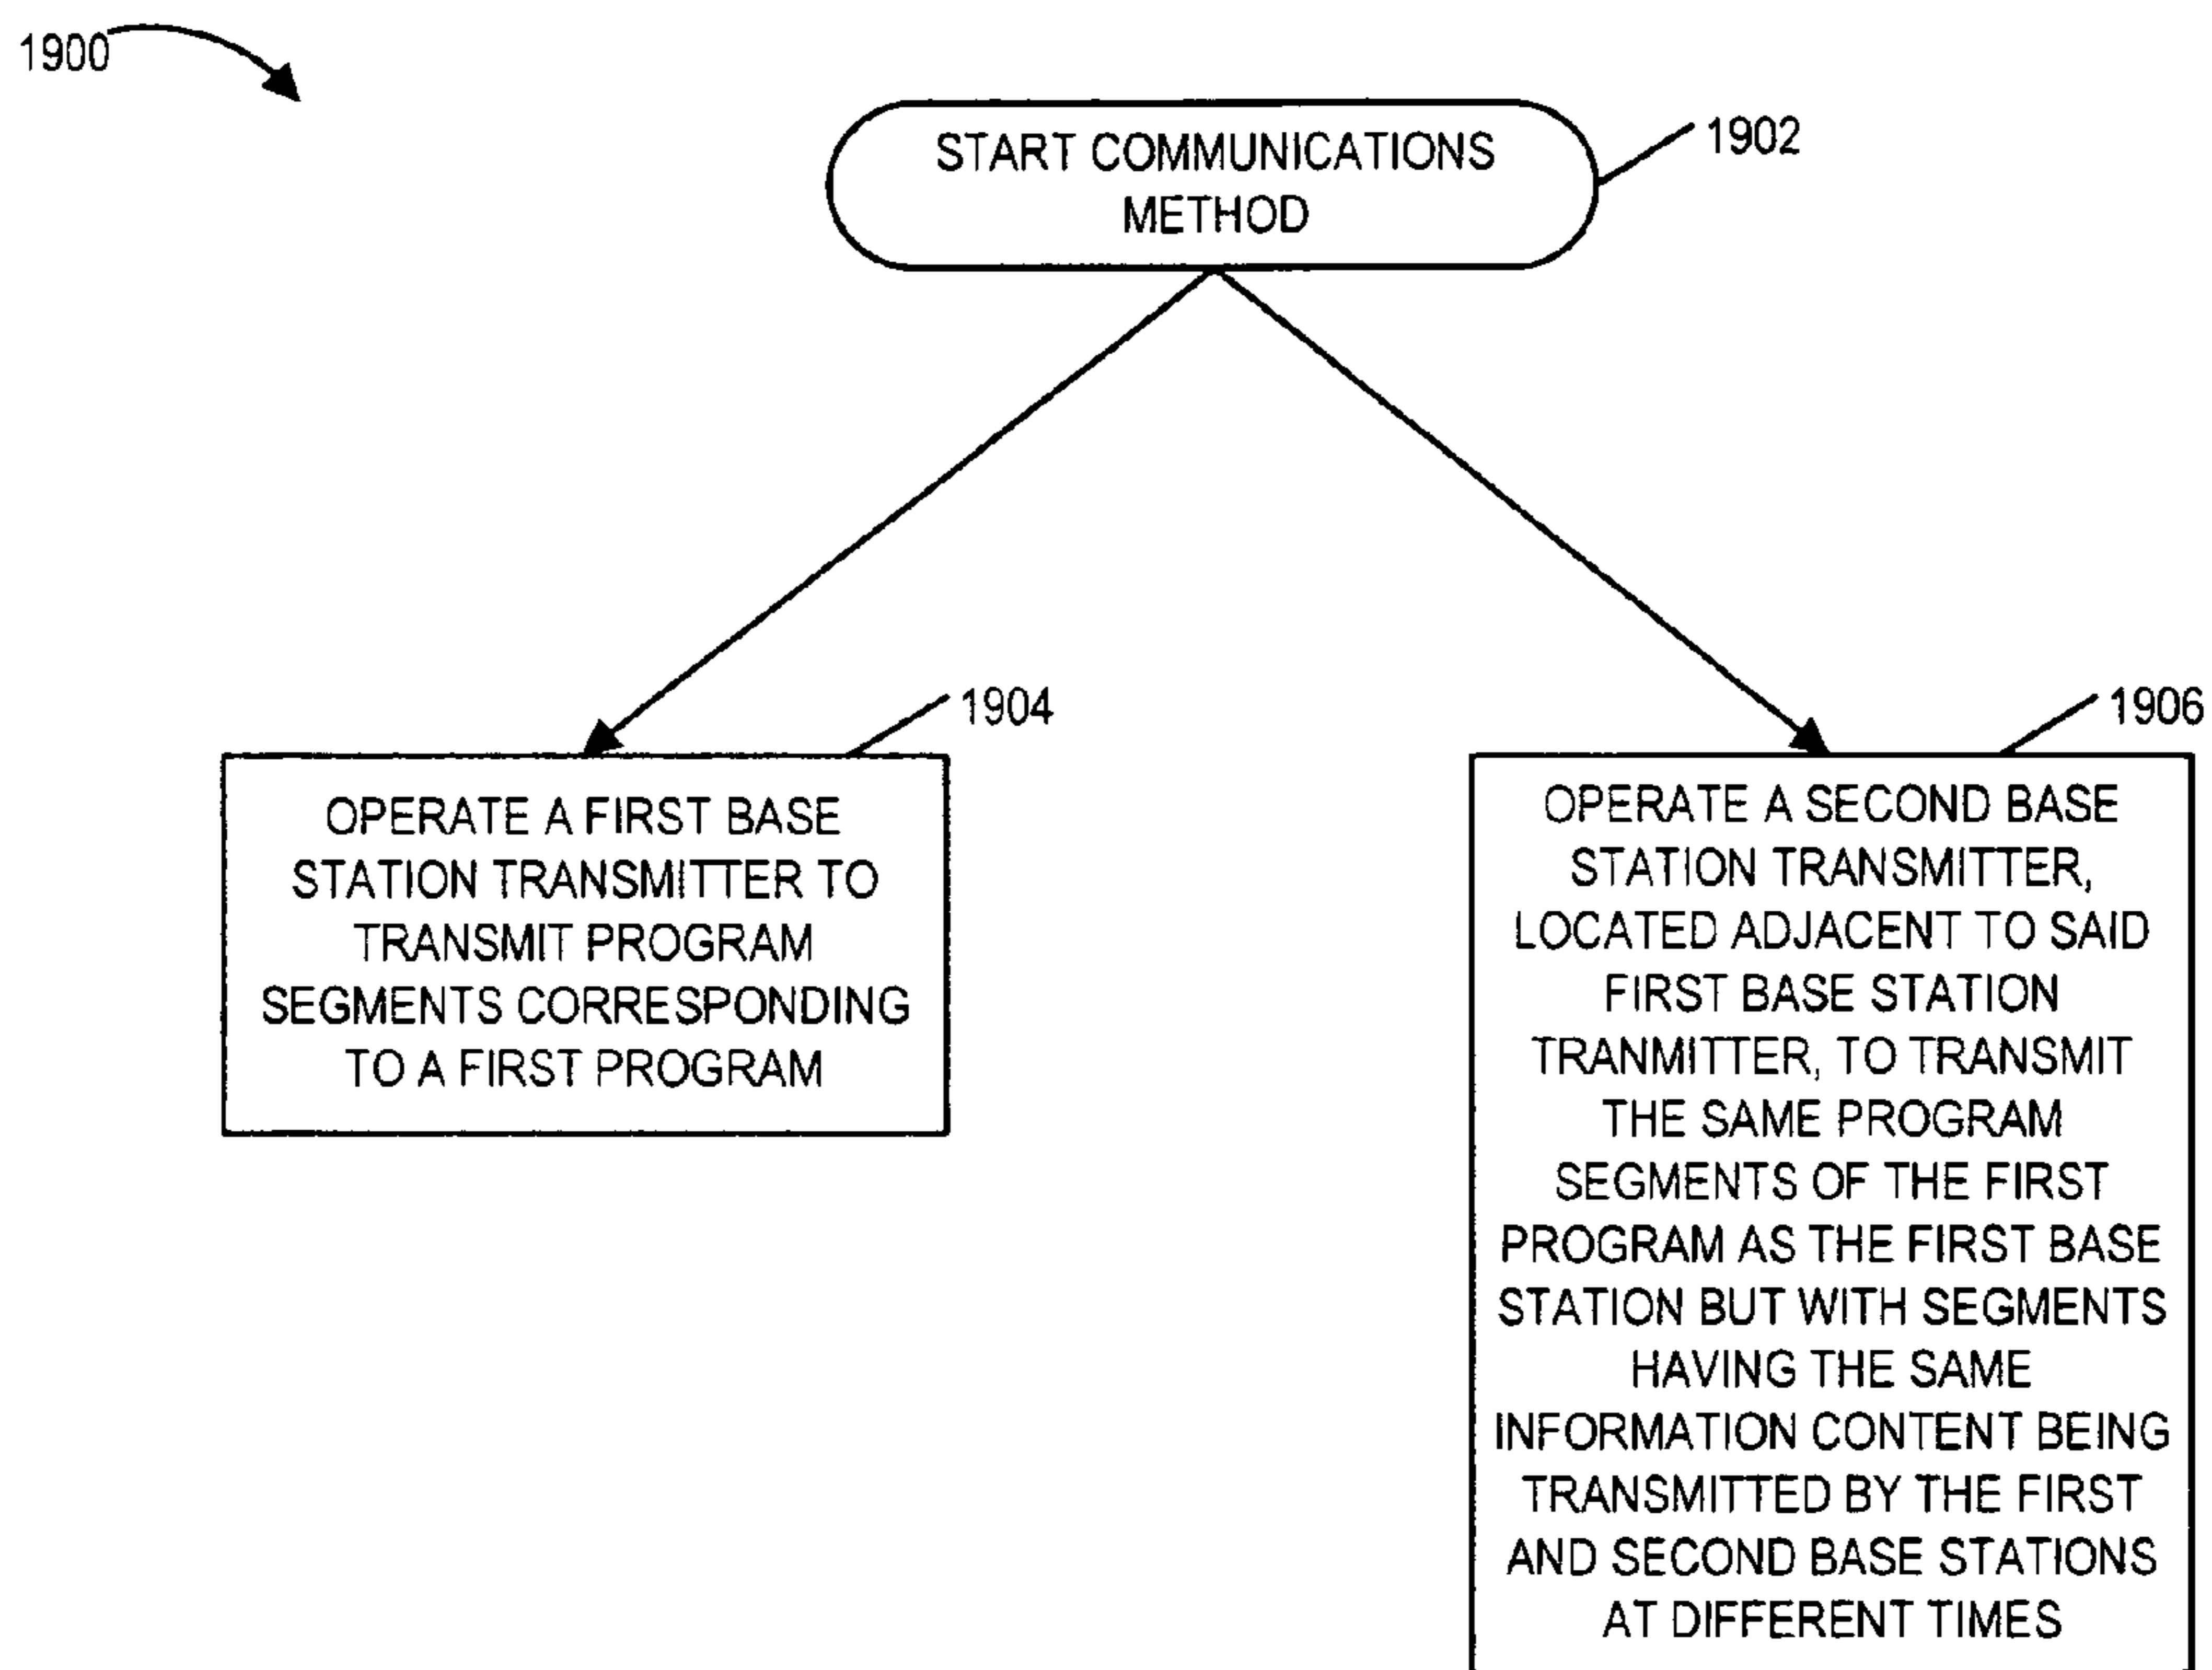 1900
START COMMUNICATIONS
METHOD
1902
1904
OPERATE A FIRST BASE
STATION TRANSMITTER TO
TRANSMIT PROGRAM
SEGMENTS CORRESPONDING
TO A FIRST PROGRAM
1906
OPERATE A SECOND BASE
STATION TRANSMITTER,
LOCATED ADJACENT TO SAID
FIRST BASE STATION
TRANMITTER, TO TRANSMIT
THE SAME PROGRAM
SEGMENTS OF THE FIRST
PROGRAM AS THE FIRST BASE
STATION BUT WITH SEGMENTS
HAVING THE SAME
INFORMATION CONTENT BEING
TRANSMITTED BY THE FIRST
AND SECOND BASE STATIONS
AT DIFFERENT TIMES